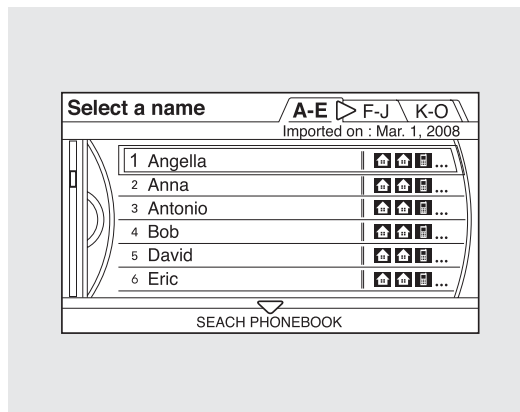 Select a name A-E F-J K-O
Imported on : Mar. 1, 2008
1 Angella ...
2 Anna ...
3 Antonio ...
4 Bob ...
5 David ...
6 Eric ...
SEACH PHONEBOOK